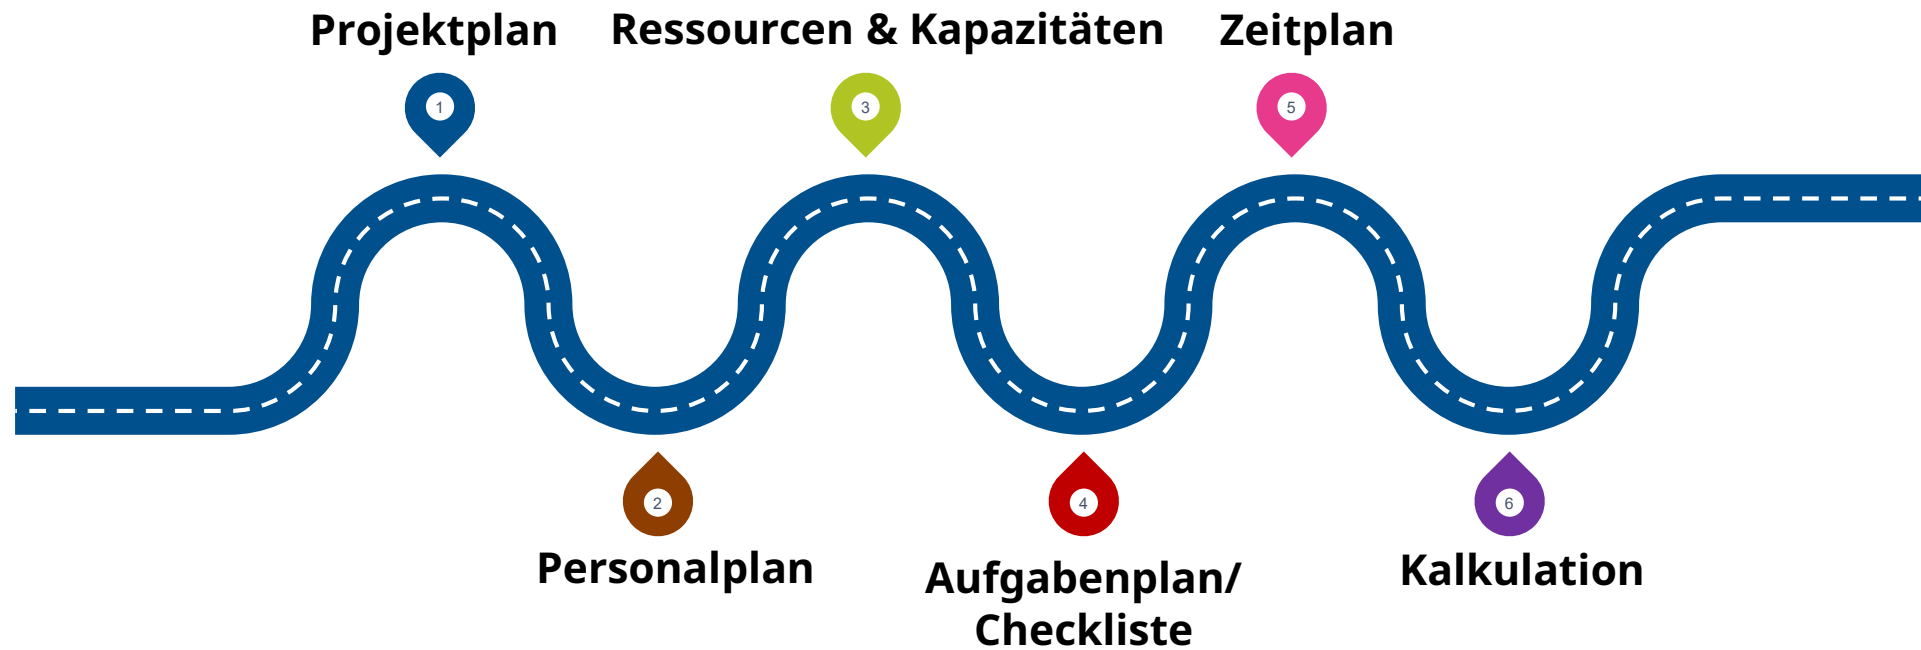 Projektplan
1
Personalplan
2
Ressourcen & Kapazitäten
3
Aufgabenplan/
Checkliste
4
Zeitplan
5
Kalkulation
6